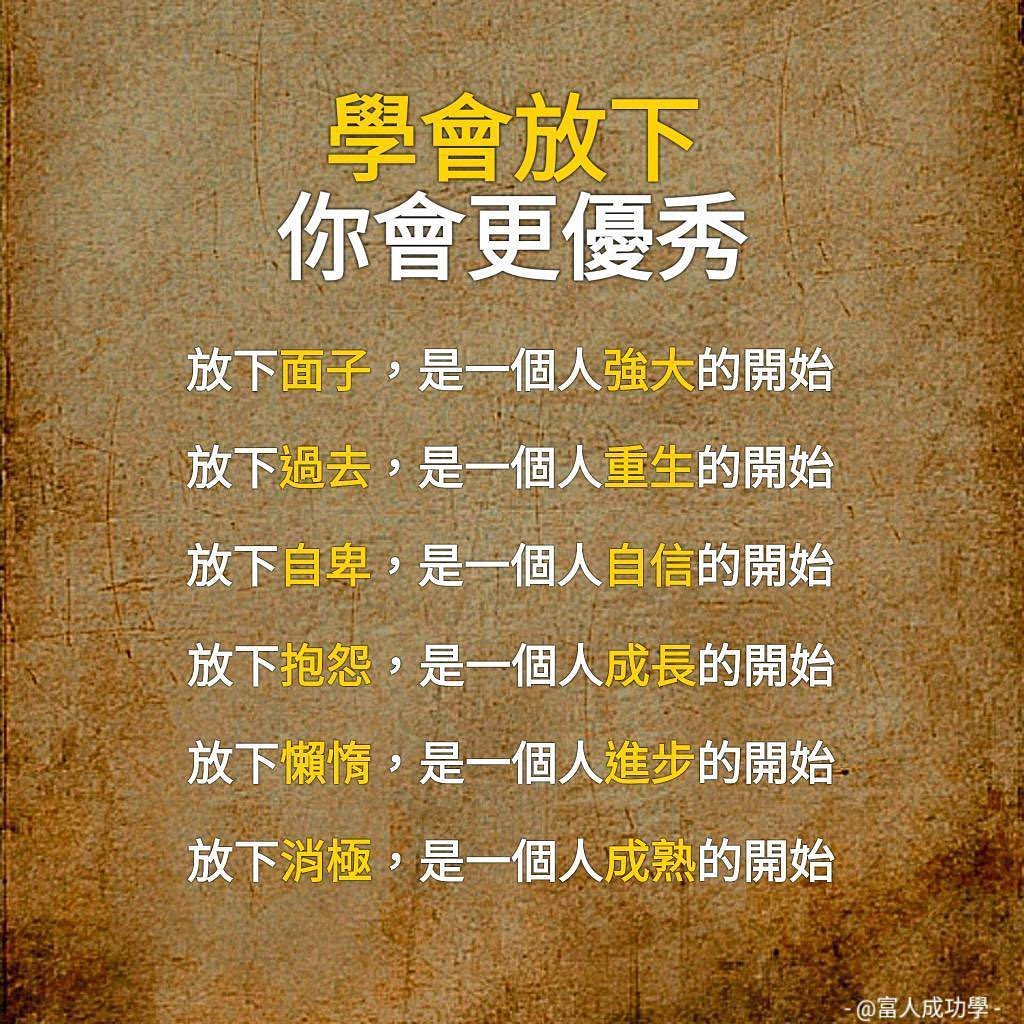 學會放下
你會更優秀
放下面子，是一個人強大的開始
放下過去，是一個人重生的開始
放下自卑，是一個人自信的開始
放下抱怨，是一個人成長的開始
放下懶惰，是一個人進步的開始
放下消極，是一個人成熟的開始
- @富人成功學 -